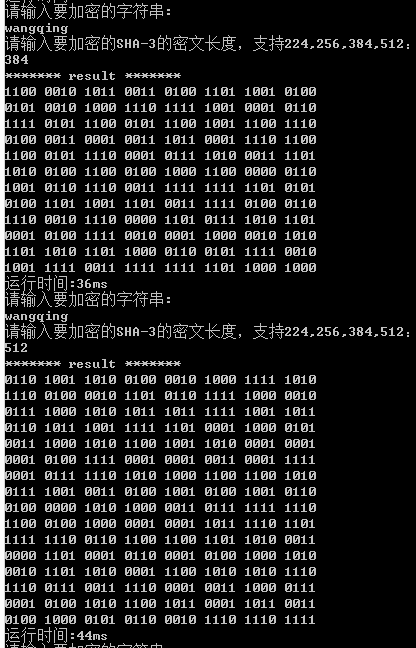 请输入要加密的字符串:
wangqing
请输入要加密的SHA-3的密文长度，支持224,256,384,512;
384
******* result *******
1100 0010 1011 0011 0100 1101 1001 0100
0101 0010 1000 1110 1111 1001 0001 0110
1111 0101 1100 0101 1100 1001 1100 1110
0100 0011 0001 0011 1011 0001 1110 1100
1100 0101 1110 0001 0111 1010 0011 1101
1010 0100 1100 0100 1000 1100 0000 0110
1001 0110 1110 0011 1111 1111 1101 0101
0100 1101 1001 1101 0011 1111 0100 0110
1110 0010 1110 0000 1101 0111 1010 1101
0001 0100 1111 0010 0001 1000 0010 1010
1101 1010 1101 1000 0110 0101 1111 0010
1001 1111 0011 1111 1111 1101 1000 1000
运行时间:36ms
请输入要加密的字符串:
wangqing
请输入要加密的SHA-3的密文长度，支持224,256,384,512;
512
******* result *******
0110 1001 1010 0100 0010 1000 1111 1010
1110 0100 0010 1101 0110 1111 1000 0010
0111 1000 1010 1011 1011 1111 1001 1011
0110 1011 1001 1111 1101 0001 1000 0101
0011 1000 1010 1100 1001 1010 0001 0001
0001 0100 1111 0001 0001 0011 0001 1111
0001 0111 1110 1010 1000 1100 1100 1010
0111 1001 0011 0100 1001 0100 1001 0110
0100 0000 1010 1000 0011 0111 1111 1110
1100 0100 1000 0001 0001 1011 1110 1101
1111 1110 0110 1100 1100 1101 1010 0011
0000 1101 0001 0110 0001 0100 1000 1010
0010 1010 0101 0001 1100 1010 1010 1110
1110 0111 0011 1110 0001 0011 1000 0111
0001 0100 1010 1100 1011 0001 1011 0011
0100 1000 0101 0110 0010 1110 1110 1111
运行时间:44ms